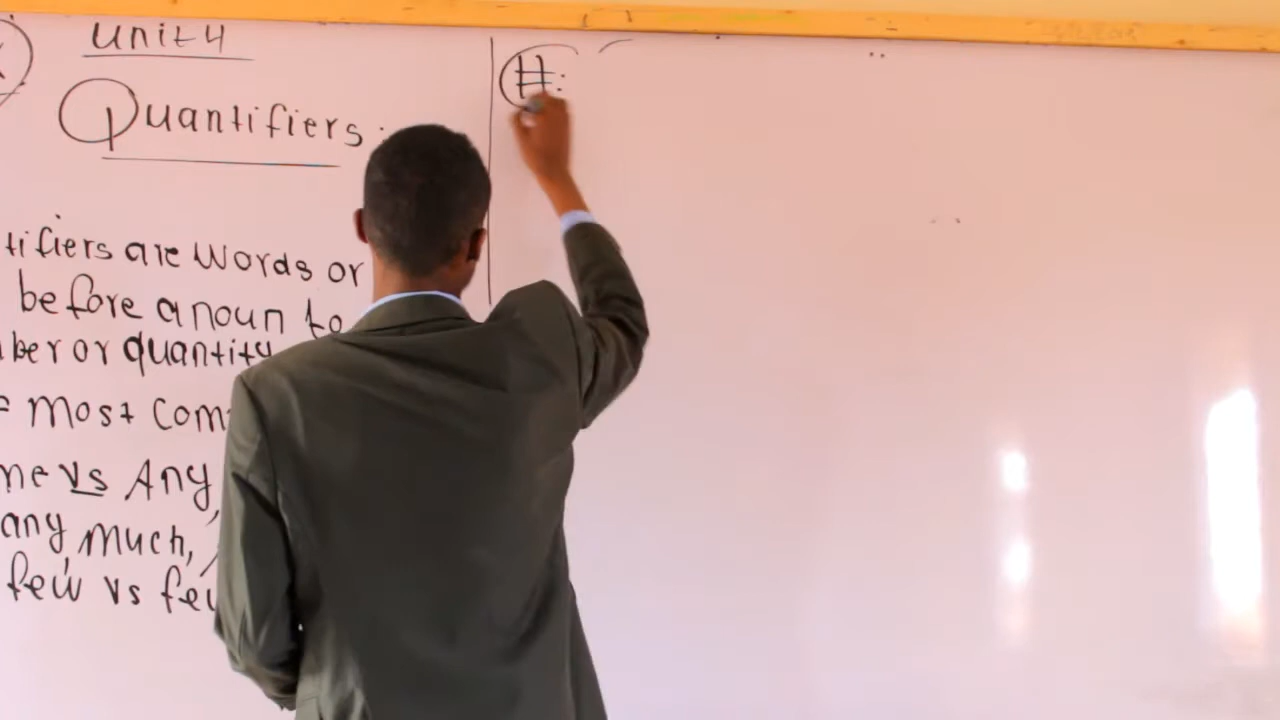 Unit 4
Quantifiers:
tifiers are words or
before a noun to
ber or quantity
= Most Com
me vs Any,
any much,
few vs few
#: